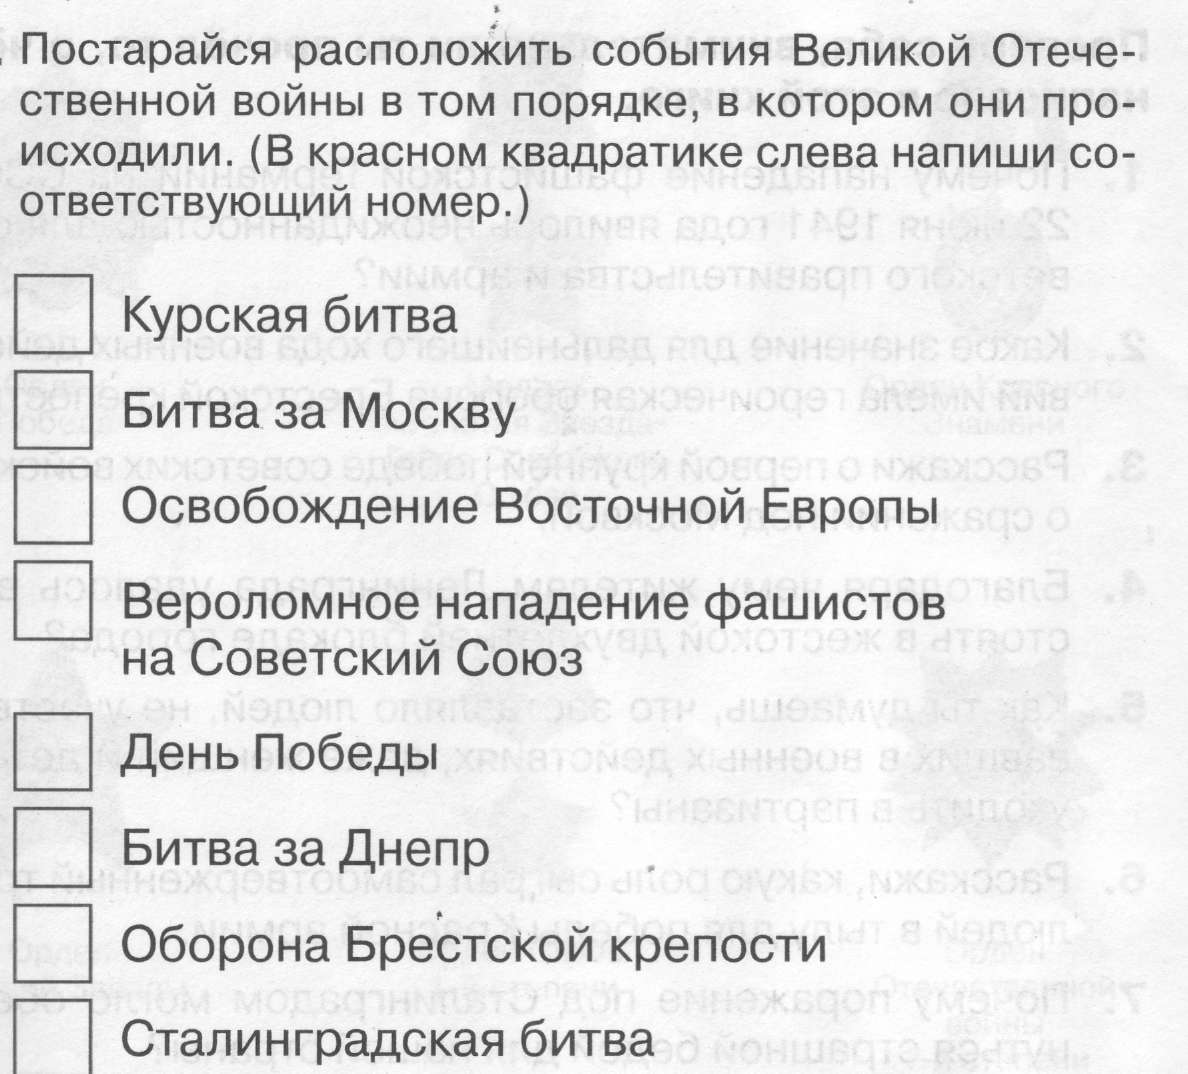 Постарайся расположить события Великой Отече-
ственной войны в том порядке, в котором они про-
исходили. (В красном квадратике слева напиши со-
ответствующий номер.)
Курская битва
Битва за Москву
Освобождение Восточной Европы
Вероломное нападение фашистов
на Советский Союз
День Победы
Битва за Днепр
Оборона Брестской крепости
Сталинградская битва